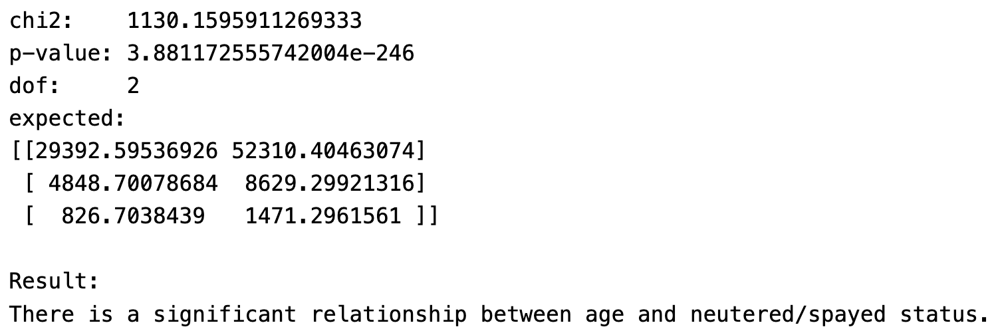 chi2:    1130.1595911269333
p-value: 3.881172555742004e-246
dof:     2
expected:
[[29392.59536926 52310.40463074]
 [ 4848.70078684  8629.29921316]
 [  826.7038439   1471.2961561 ]]

Result:
There is a significant relationship between age and neutered/spayed status.